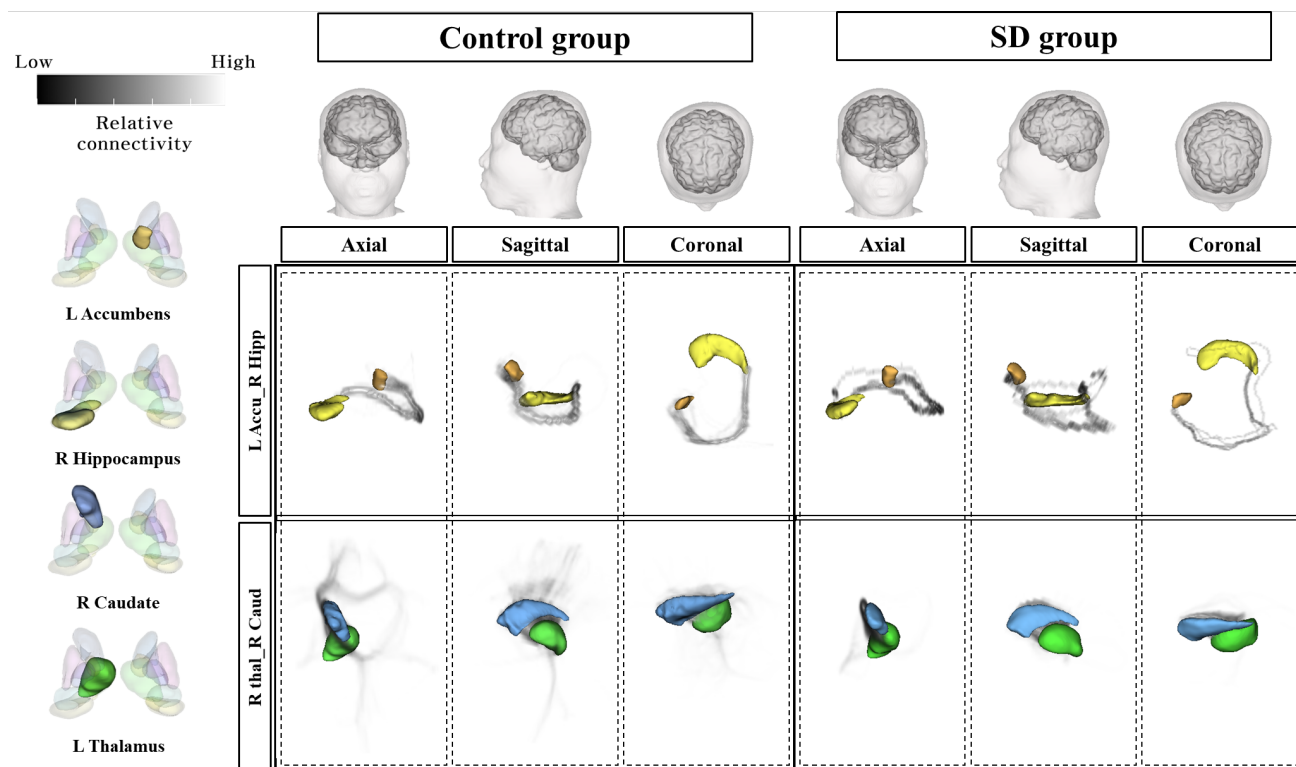 Control group
SD group
Low
High
Relative
connectivity
Axial
Sagittal
Coronal
Axial
Sagittal
Coronal
L Accumbens
R Hippocampus
R Caudate
L Thalamus
L Accu_R Hipp
R thal_R Caud